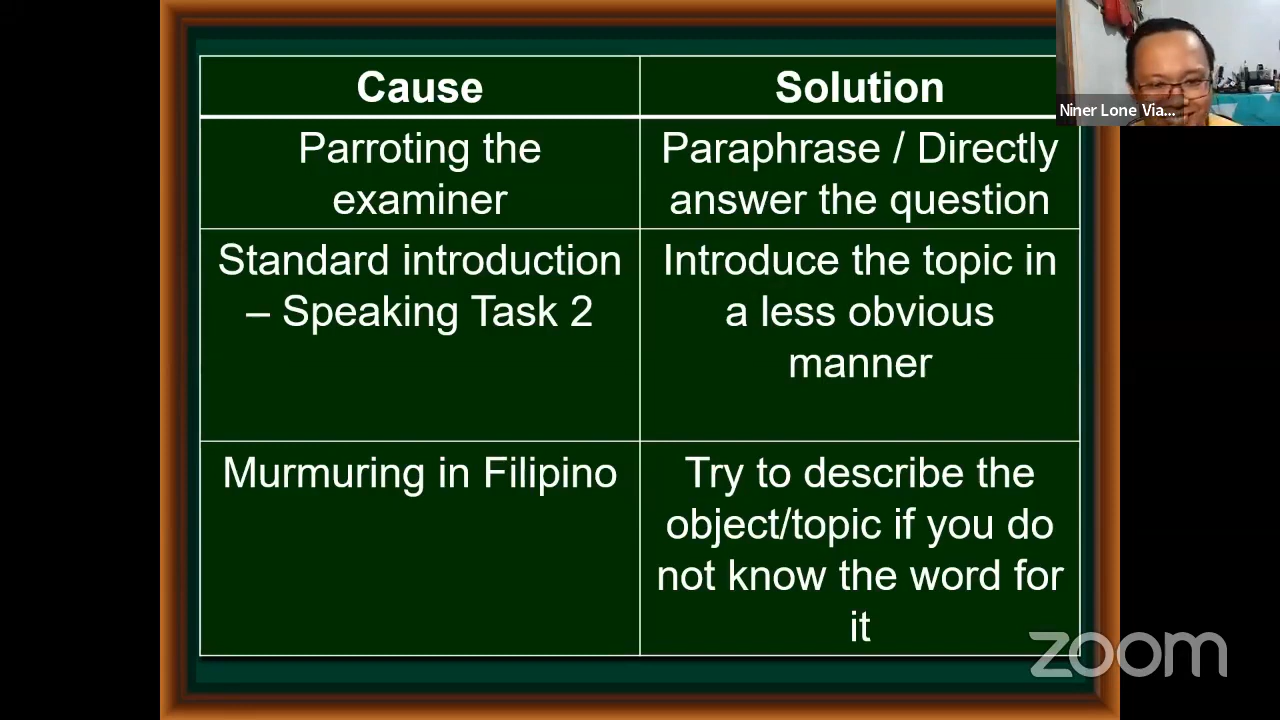 Cause
Solution
Parroting the
examiner
Paraphrase / Directly
answer the question
Standard introduction
– Speaking Task 2
Introduce the topic in
a less obvious
manner
Murmuring in Filipino
Try to describe the
object/topic if you do
not know the word for
it
Niner Lone Via...
zoom